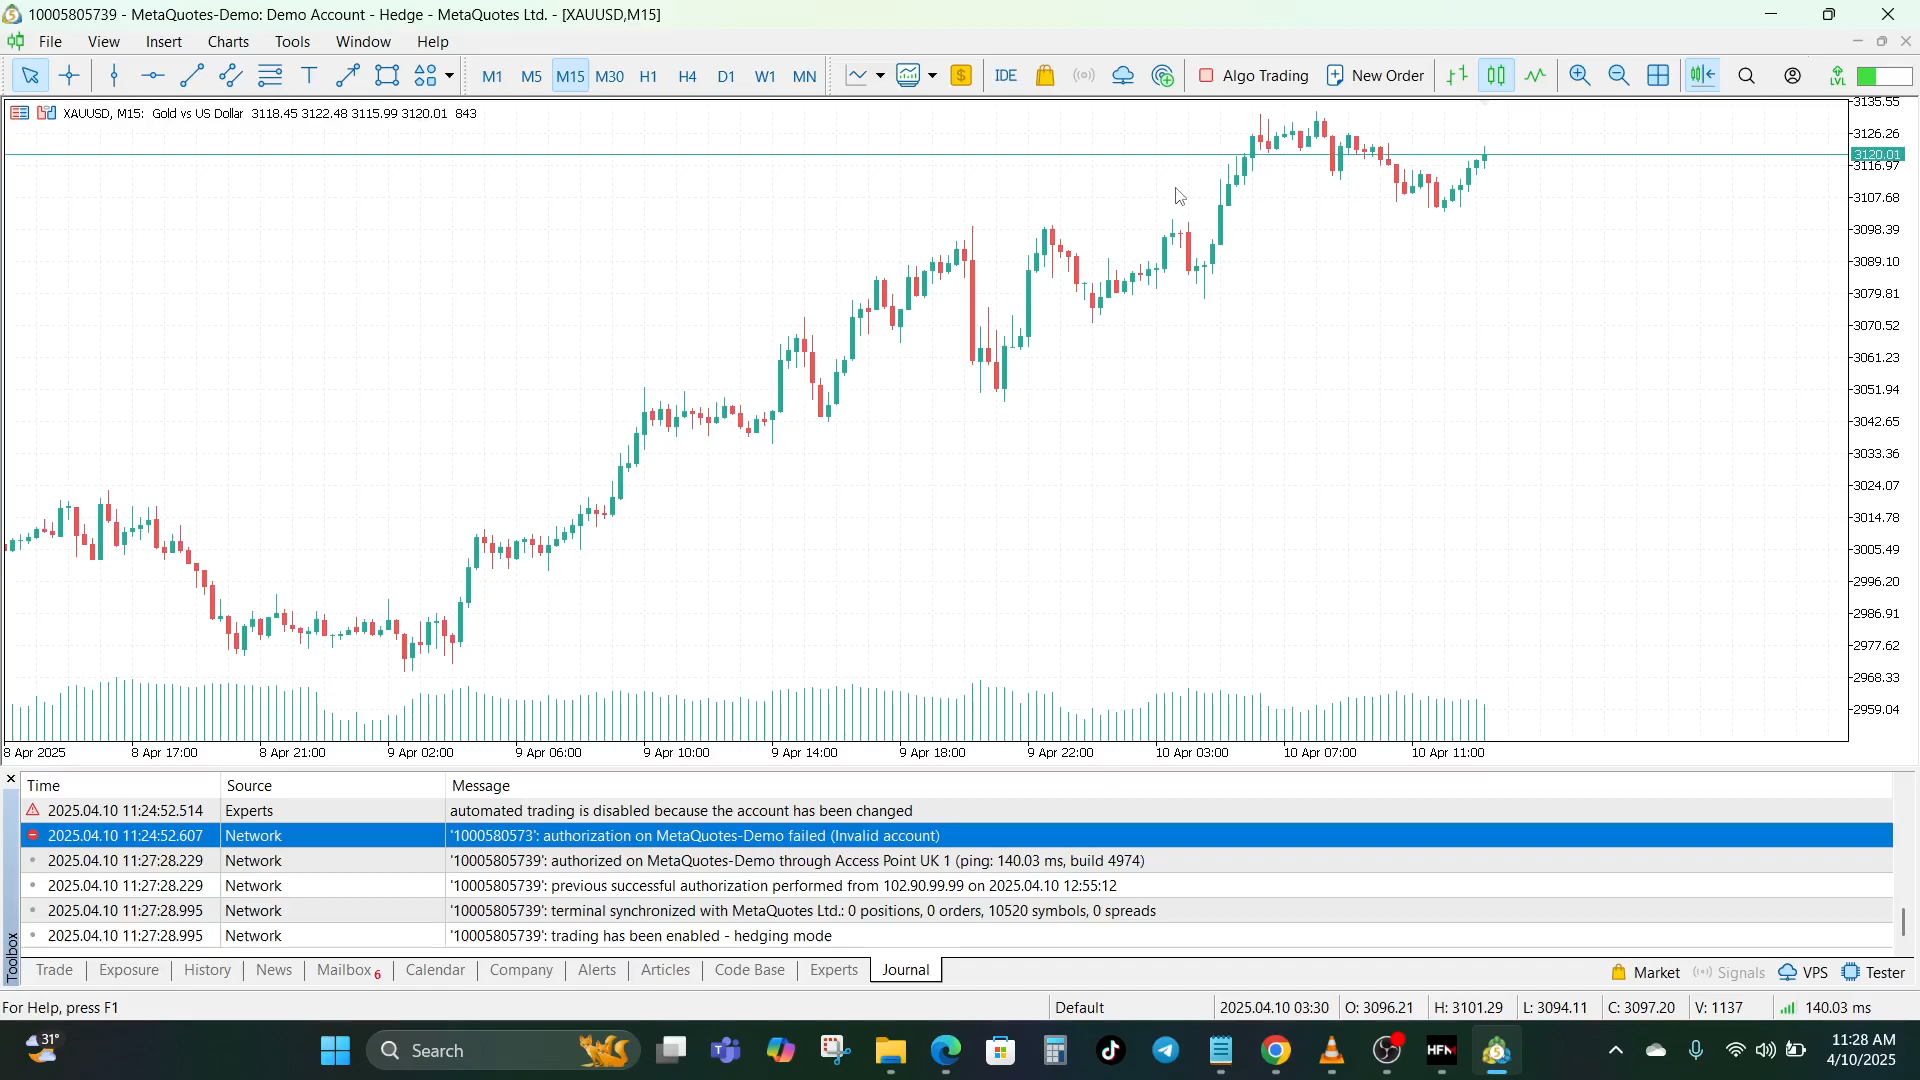 10005805739 - MetaQuotes-Demo: Demo Account - Hedge - MetaQuotes Ltd. - [XAUUSD,M15]
File View Insert Charts Tools Window Help
T M1 M5 M15 M30 H1 H4 D1 W1 MN $ IDE Algo Trading New Order LVL
XAUUSD, M15: Gold vs US Dollar 3118.45 3122.48 3115.99 3120.01 843
3135.55
3126.26
3120.01
3116.97
3107.68
3098.39
3089.10
3079.81
3070.52
3061.23
3051.94
3042.65
3033.36
3024.07
3014.78
3005.49
2996.20
2986.91
2977.62
2968.33
2959.04
8 Apr 2025 8 Apr 17:00 8 Apr 21:00 9 Apr 02:00 9 Apr 06:00 9 Apr 10:00 9 Apr 14:00 9 Apr 18:00 9 Apr 22:00 10 Apr 03:00 10 Apr 07:00 10 Apr 11:00
Time Source Message
2025.04.10 11:24:52.514 Experts automated trading is disabled because the account has been changed
2025.04.10 11:24:52.607 Network '1000580573': authorization on MetaQuotes-Demo failed (Invalid account)
2025.04.10 11:27:28.229 Network '10005805739': authorized on MetaQuotes-Demo through Access Point UK 1 (ping: 140.03 ms, build 4974)
2025.04.10 11:27:28.229 Network '10005805739': previous successful authorization performed from 102.90.99.99 on 2025.04.10 12:55:12
2025.04.10 11:27:28.995 Network '10005805739': terminal synchronized with MetaQuotes Ltd.: 0 positions, 0 orders, 10520 symbols, 0 spreads
2025.04.10 11:27:28.995 Network '10005805739': trading has been enabled - hedging mode
Toolbox
Trade Exposure History News Mailbox 6 Calendar Company Alerts Articles Code Base Experts Journal Market Signals VPS Tester
For Help, press F1 Default 2025.04.10 03:30 O: 3096.21 H: 3101.29 L: 3094.11 C: 3097.20 V: 1137 140.03 ms
31° Search HFM 11:28 AM
4/10/2025